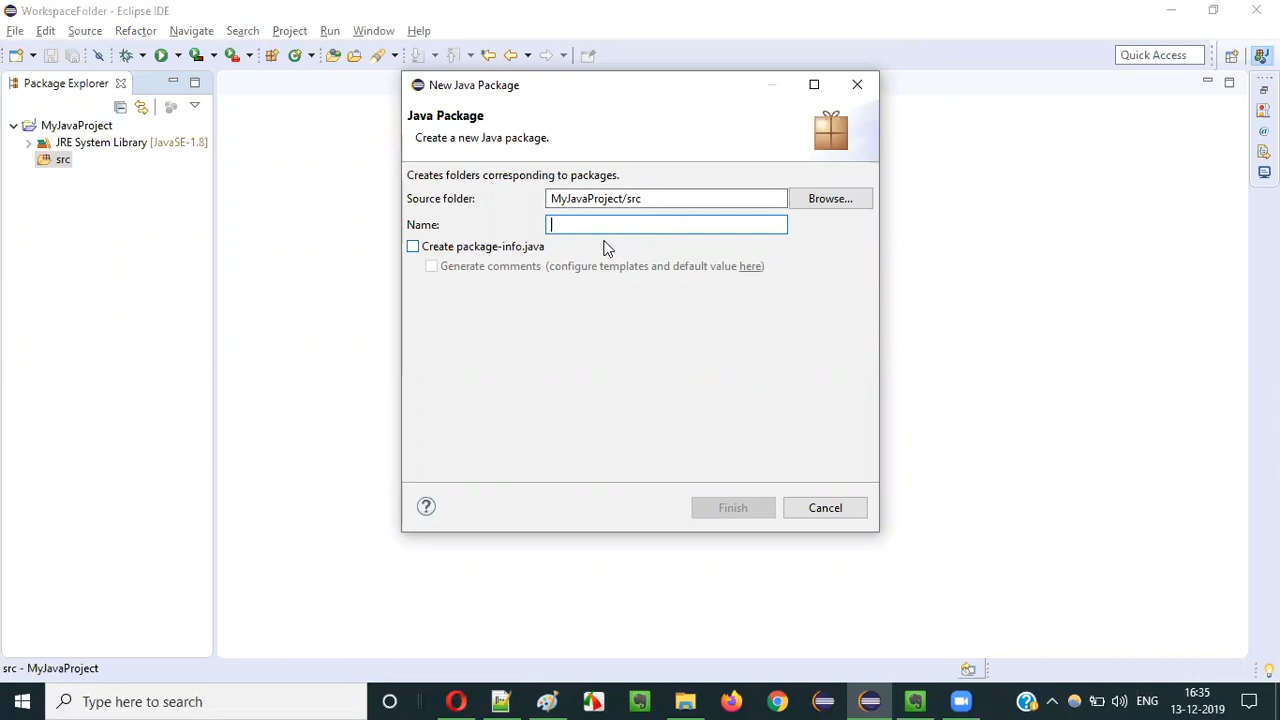 WorkspaceFolder - Eclipse IDE
File Edit Source Refactor Navigate Search Project Run Window Help
Quick Access
Package Explorer
MyJavaProject
JRE System Library [JavaSE-1.8]
src
New Java Package
Java Package
Create a new Java package.
Creates folders corresponding to packages.
Source folder: MyJavaProject/src Browse...
Name:
Create package-info.java
Generate comments (configure templates and default value here)
Finish Cancel
src - MyJavaProject
Type here to search
ENG
16:35
13-12-2019